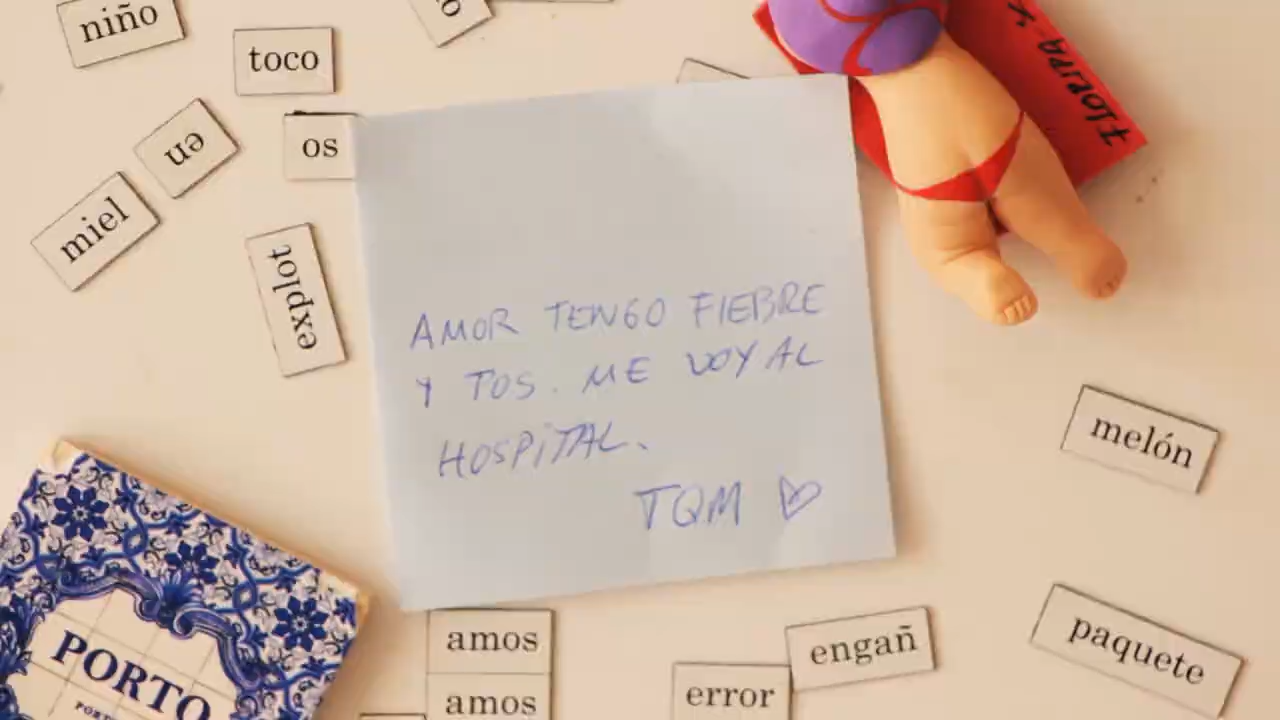 niño
toco
os
en
miel
explot
Flotira y
AMOR TENGO FIEBRE
Y TOS. ME VOY AL
HOSPITAL.
TQM
melón
PORTO
amos
amos
error
engañ
paquete